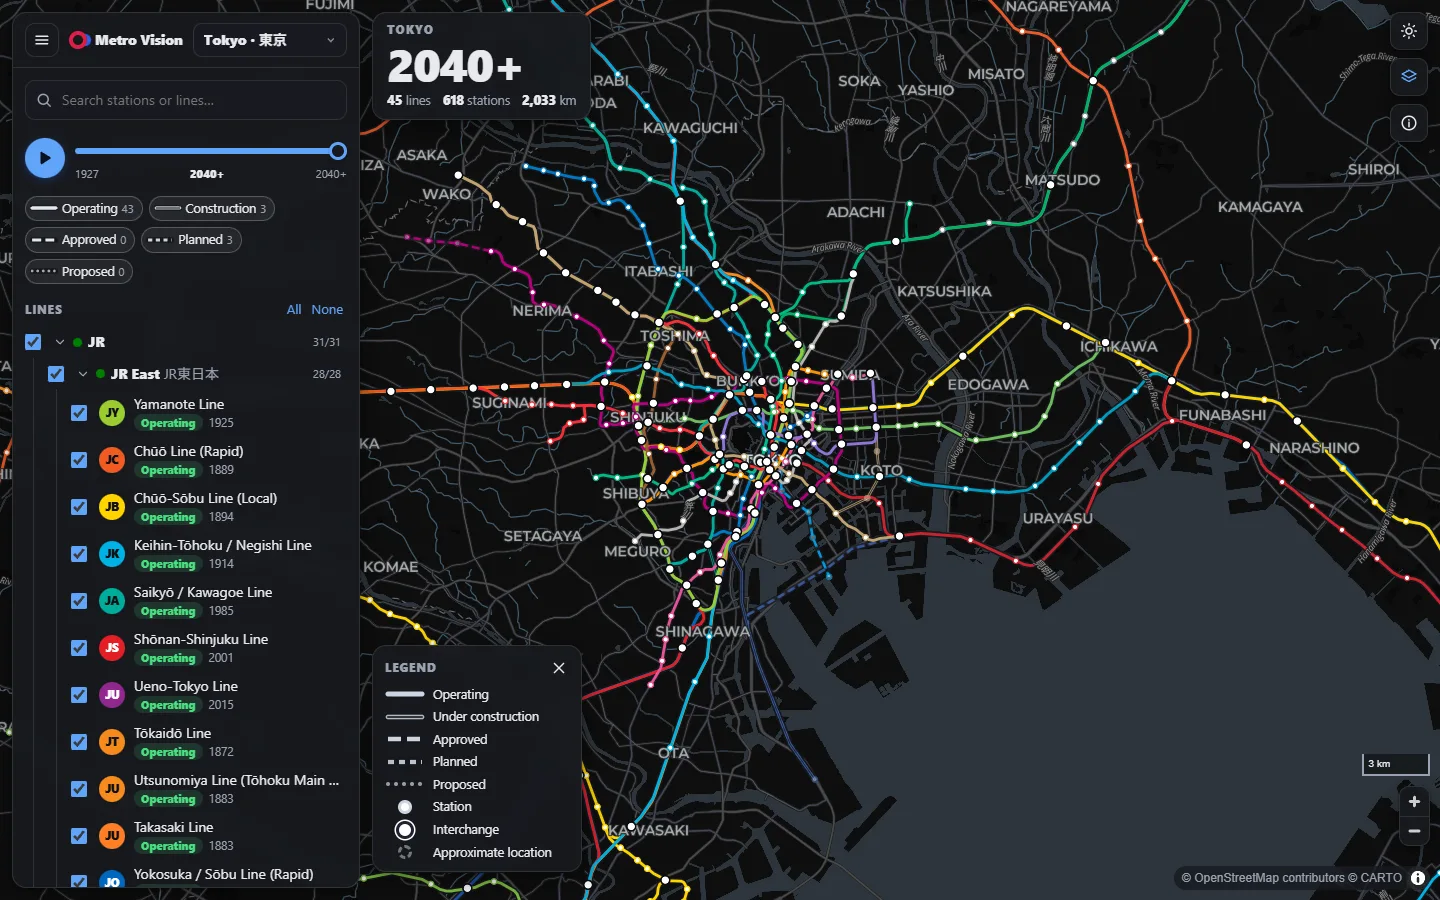 Metro Vision
Tokyo · 東京
Search stations or lines...
1927
2040+
2040+
Operating 43
Construction 3
Approved 0
Planned 3
Proposed 0
LINES
All
None
JR
31/31
JR East JR東日本
28/28
JY
Yamanote Line
Operating 1925
JC
Chūō Line (Rapid)
Operating 1889
JB
Chūō-Sōbu Line (Local)
Operating 1894
JK
Keihin-Tōhoku / Negishi Line
Operating 1914
JA
Saikyō / Kawagoe Line
Operating 1985
JS
Shōnan-Shinjuku Line
Operating 2001
JU
Ueno-Tokyo Line
Operating 2015
JT
Tōkaidō Line
Operating 1872
JU
Utsunomiya Line (Tōhoku Main ...
Operating 1883
JU
Takasaki Line
Operating 1883
JO
Yokosuka / Sōbu Line (Rapid)
TOKYO
2040+
45 lines 618 stations 2,033 km
LEGEND
Operating
Under construction
Approved
Planned
Proposed
Station
Interchange
Approximate location
FUJIMI
NAGAREYAMA
SOKA
MISATO
YASHIO
KAWAGUCHI
ASAKA
WAKO
MATSUDO
SHIROI
KAMAGAYA
ADACHI
Arakawa River
ITABASHI
KATSUSHIKA
NERIMA
TOSHIMA
Ara River
ICHIKAWA
EDOGAWA
SUGINAMI
SHINJUKU
FUNABASHI
NARASHINO
KOTO
SHIBUYA
URAYASU
SETAGAYA
MEGURO
KOMAE
SHINAGAWA
OTA
KAWASAKI
3 km
© OpenStreetMap contributors © CARTO